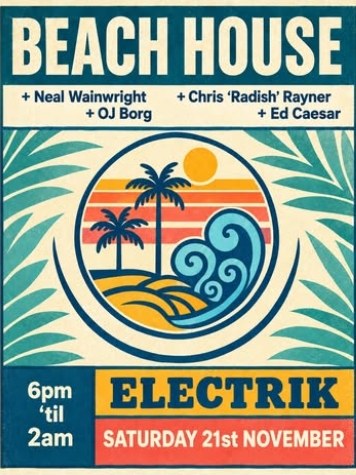 BEACH HOUSE
+ Neal Wainwright + Chris ‘Radish’ Rayner
+ OJ Borg + Ed Caesar
6pm
‘til
2am
ELECTRIK
SATURDAY 21st NOVEMBER